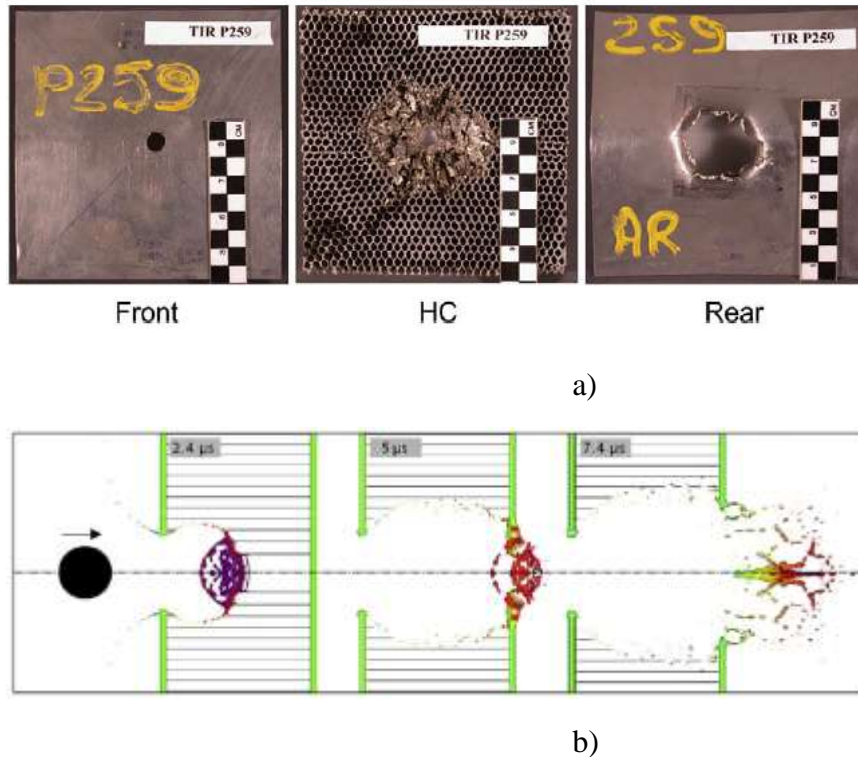 TIR P259
P259
TIR P259
259
TIR P259
AR
Front
HC
Rear
a)
2.4 µs
5 µs
7.4 µs
b)